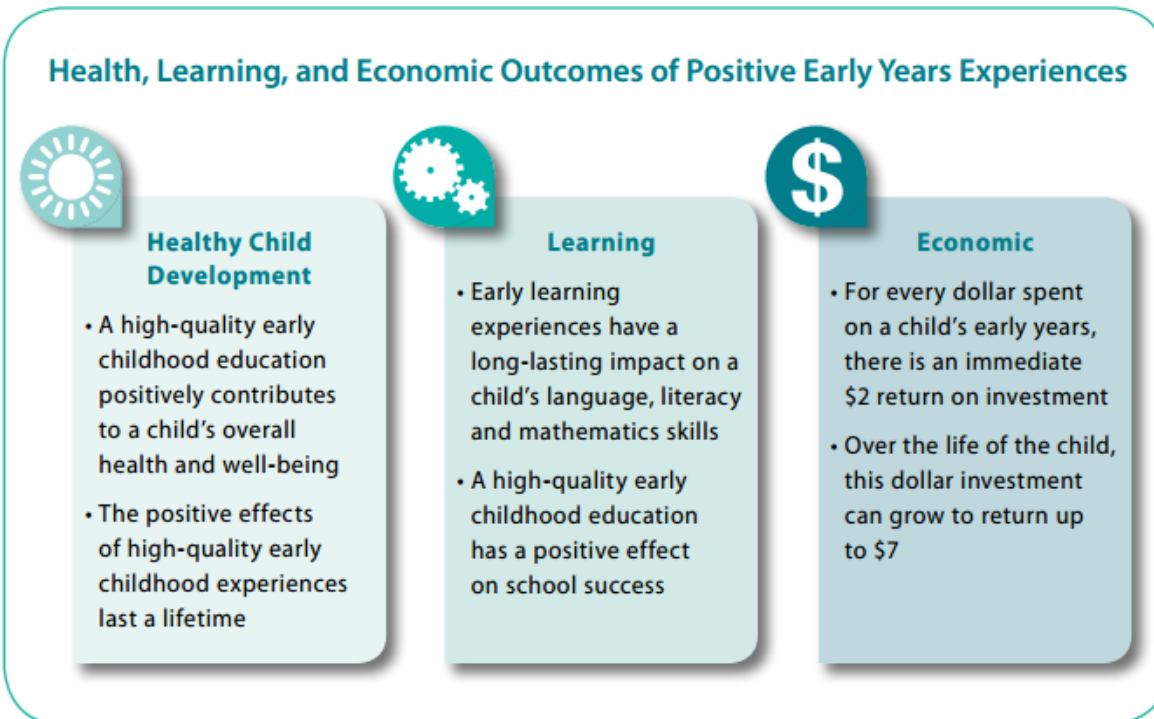 Health, Learning, and Economic Outcomes of Positive Early Years Experiences
Healthy Child
Development
• A high-quality early
childhood education
positively contributes
to a child's overall
health and well-being
• The positive effects
of high-quality early
childhood experiences
last a lifetime
Learning
• Early learning
experiences have a
long-lasting impact on a
child's language, literacy
and mathematics skills
• A high-quality early
childhood education
has a positive effect
on school success
$
Economic
• For every dollar spent
on a child's early years,
there is an immediate
$2 return on investment
• Over the life of the child,
this dollar investment
can grow to return up
to $7